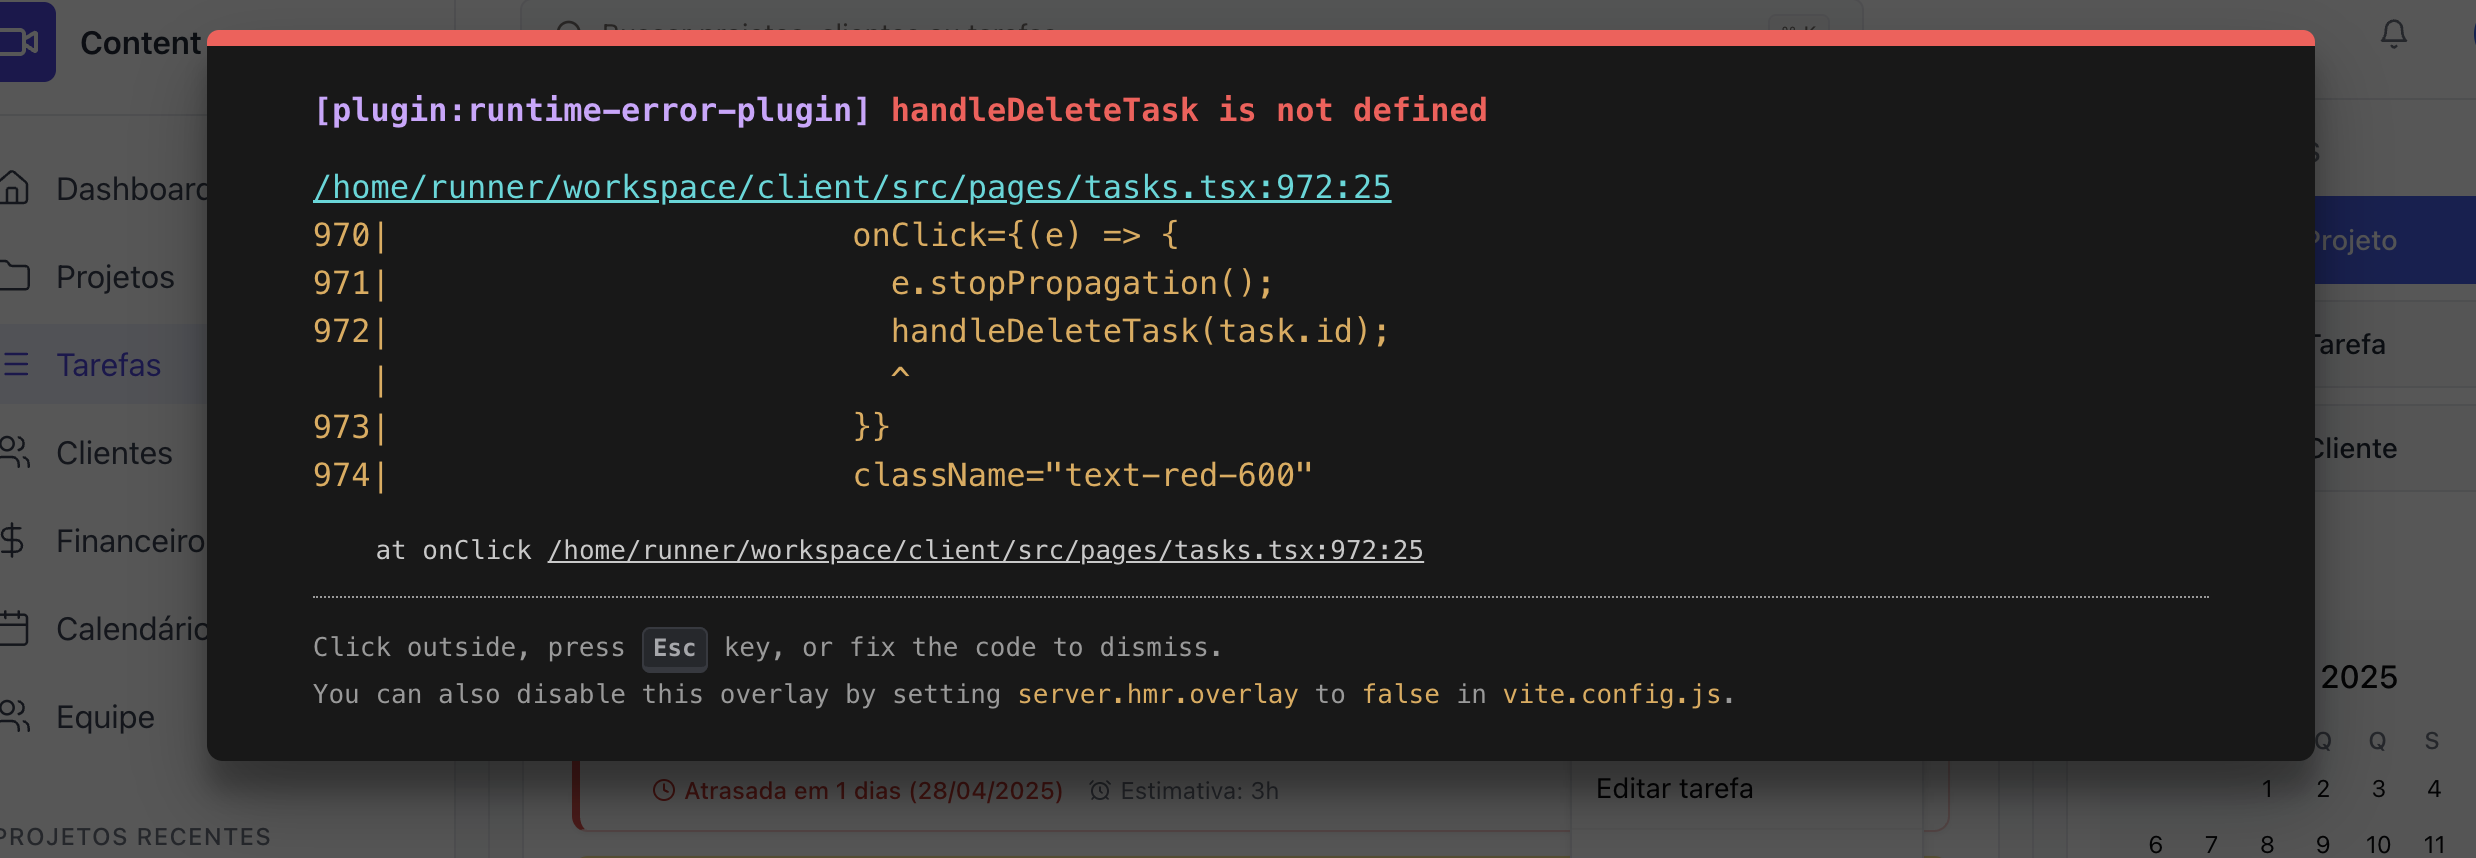 Content
[plugin:runtime-error-plugin] handleDeleteTask is not defined
/home/runner/workspace/client/src/pages/tasks.tsx:972:25
970|                        onClick={(e) => {
971|                          e.stopPropagation();
972|                          handleDeleteTask(task.id);
   |                          ^
973|                        }}
974|                        className="text-red-600"
at onClick /home/runner/workspace/client/src/pages/tasks.tsx:972:25
Click outside, press Esc key, or fix the code to dismiss.
You can also disable this overlay by setting server.hmr.overlay to false in vite.config.js.
Dashboard
Projetos
Tarefas
Clientes
Financeiro
Calendário
Equipe
PROJETOS RECENTES
Atrasada em 1 dias (28/04/2025)
Estimativa: 3h
Editar tarefa
Projeto
Tarefa
Cliente
2025
Q Q S
1 2 3 4
6 7 8 9 10 11